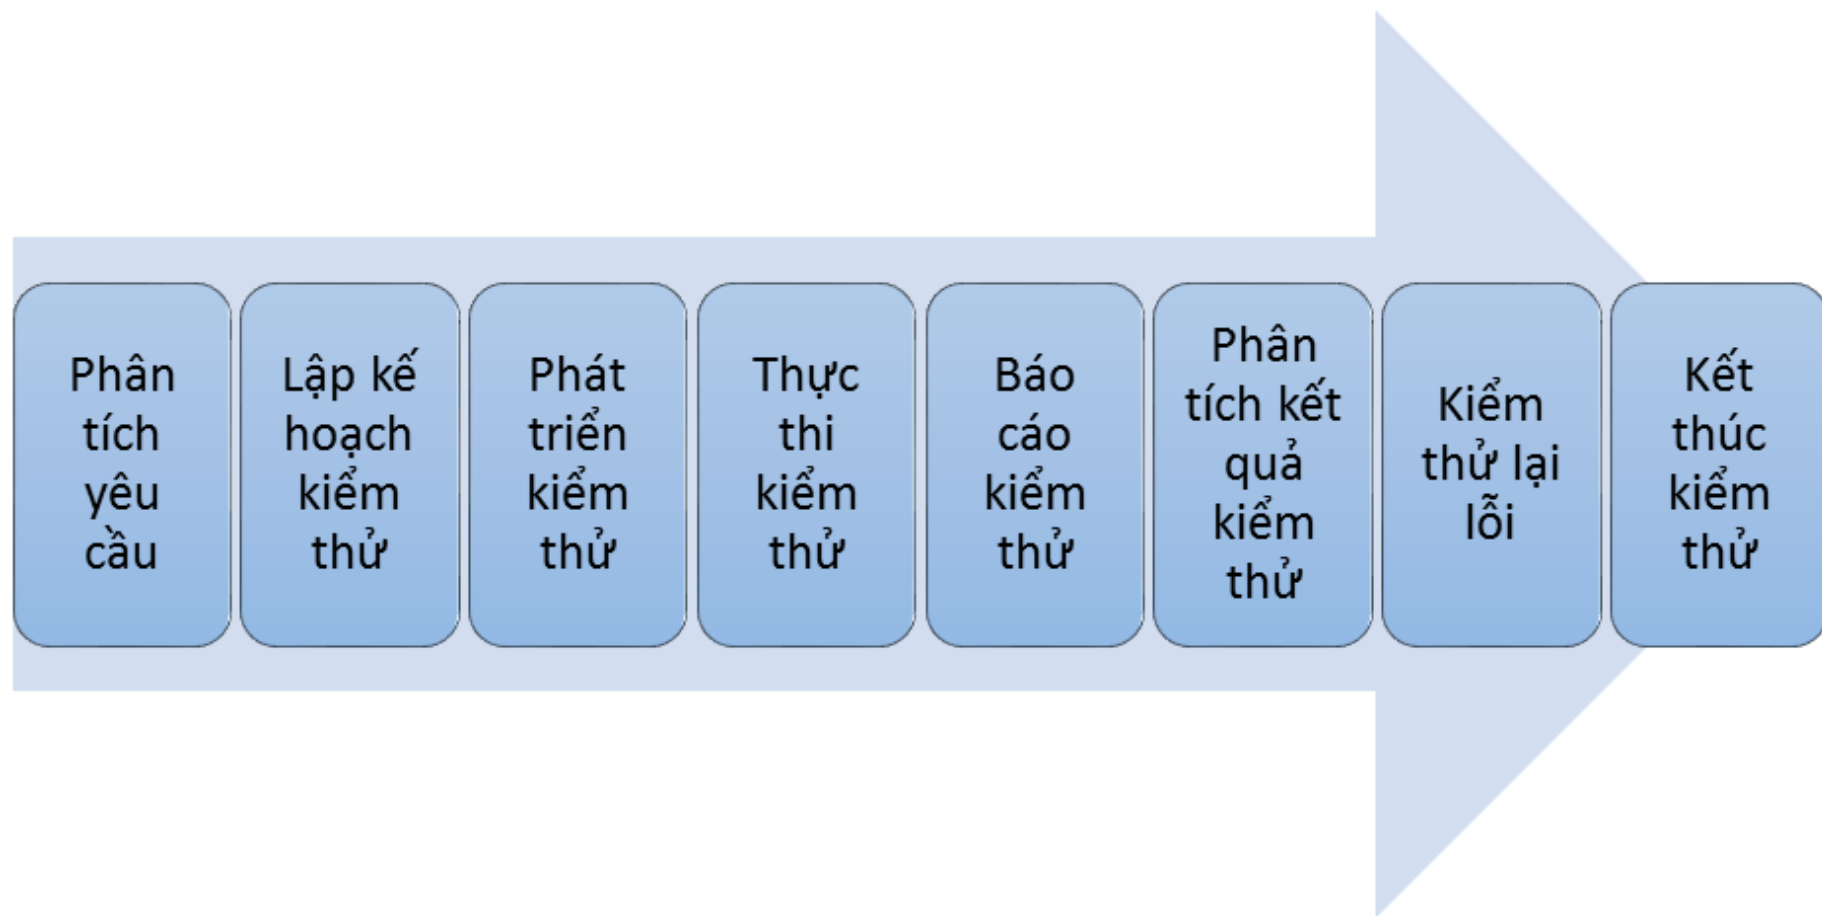 Phân
tích
yêu
cầu
Lập kế
hoạch
kiểm
thử
Phát
triển
kiểm
thử
Thực
thi
kiểm
thử
Báo
cáo
kiểm
thử
Phân
tích kết
quả
kiểm
thử
Kiểm
thử lại
lỗi
Kết
thúc
kiểm
thử